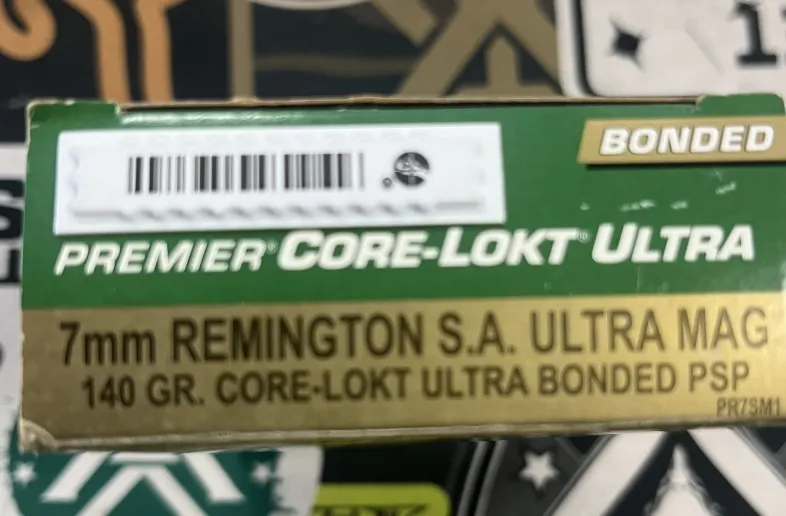 BONDED
PREMIER® CORE-LOKT® ULTRA
7mm REMINGTON S.A. ULTRA MAG
140 GR. CORE-LOKT ULTRA BONDED PSP
PR7SM1